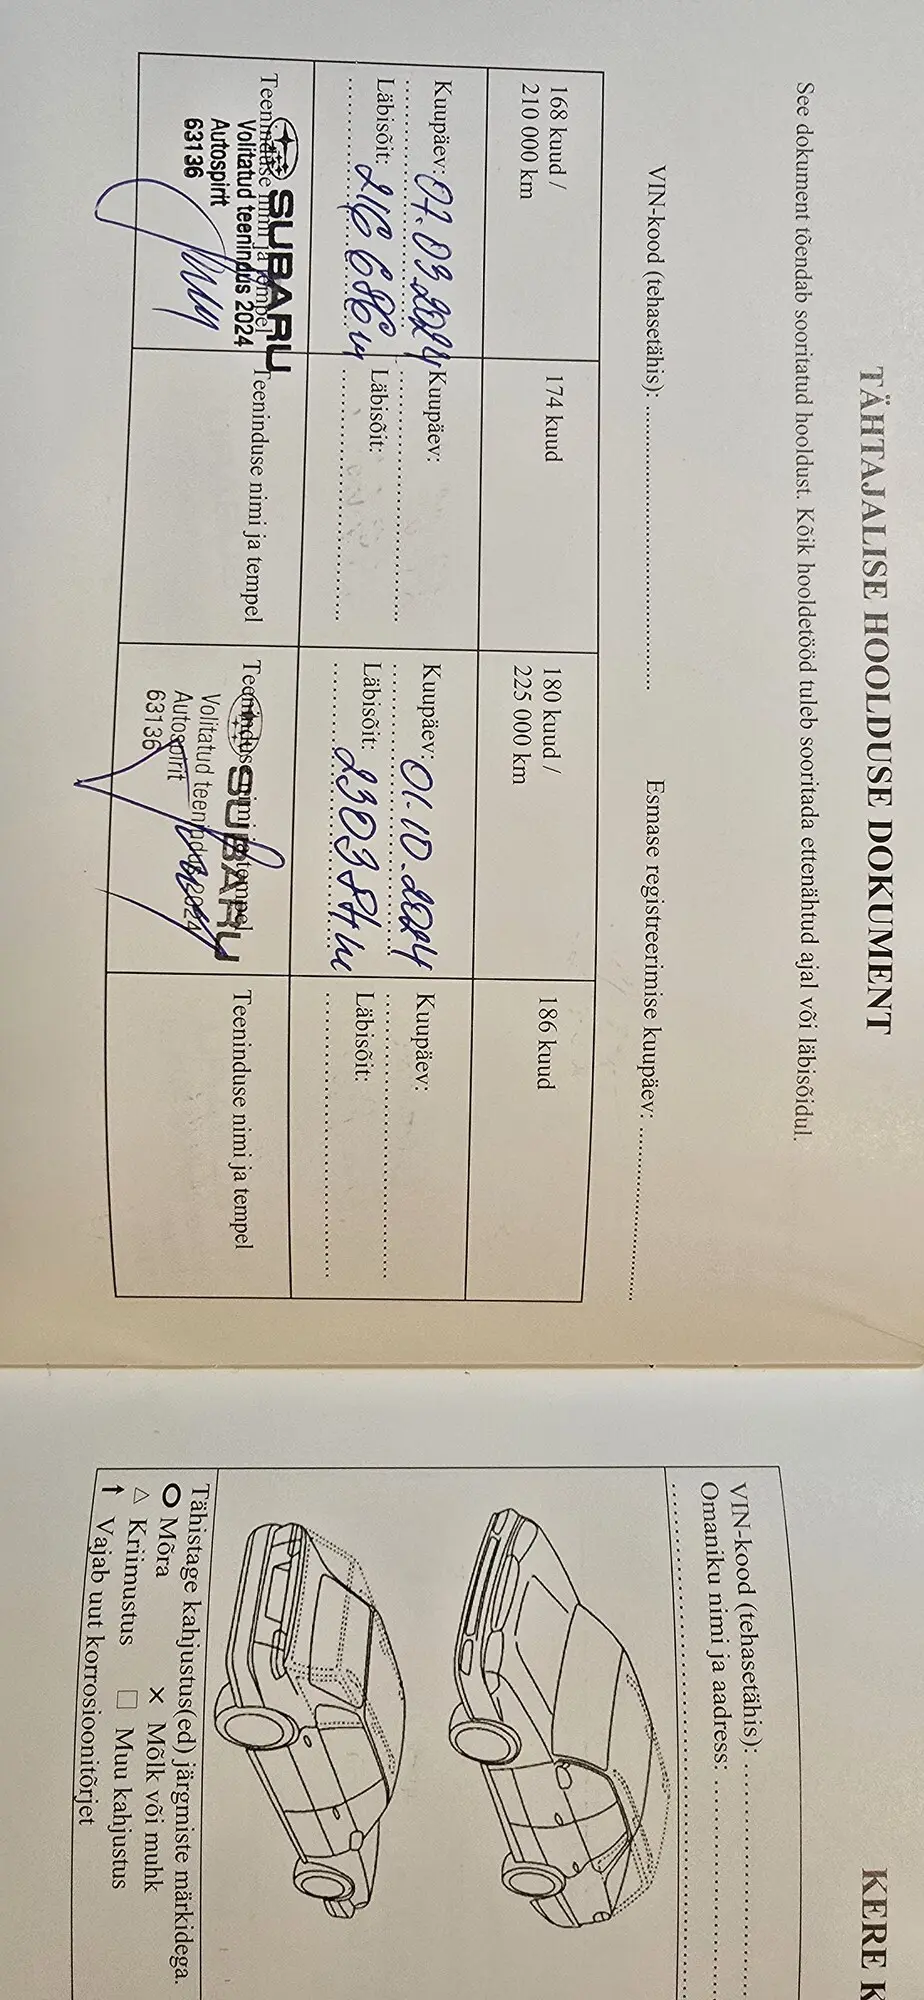 TÄHTAJALISE HOOLDUSE DOKUMENT
See dokument tõendab sooritatud hooldust. Kõik hooldetööd tuleb sooritada ettenähtud ajal või läbisõidul.
VIN-kood (tehasetähis): Esmase registreerimise kuupäev:
168 kuud /
210 000 km
Kuupäev: 07.03.2024
Läbisõit: 216 686
Teeninduse nimi ja tempel
SUBARU
Volitatud teenindus 2024
Autospirit
63136
174 kuud
Kuupäev:
Läbisõit:
Teeninduse nimi ja tempel
180 kuud /
225 000 km
Kuupäev: 01.10.2024
Läbisõit:
Teeninduse nimi ja tempel
SUBARU
Volitatud teenindus 2024
Autospirit
63136
186 kuud
Kuupäev:
Läbisõit:
Teeninduse nimi ja tempel
KERE
VIN-kood (tehasetähis):
Omaniku nimi ja aadress:
Tähistage kahjustus(ed) järgmiste märkidega.
O Mõra × Mõlk või muhk
△ Kriimustus □ Muu kahjustus
↑ Vajab uut korrosioonitõrjet